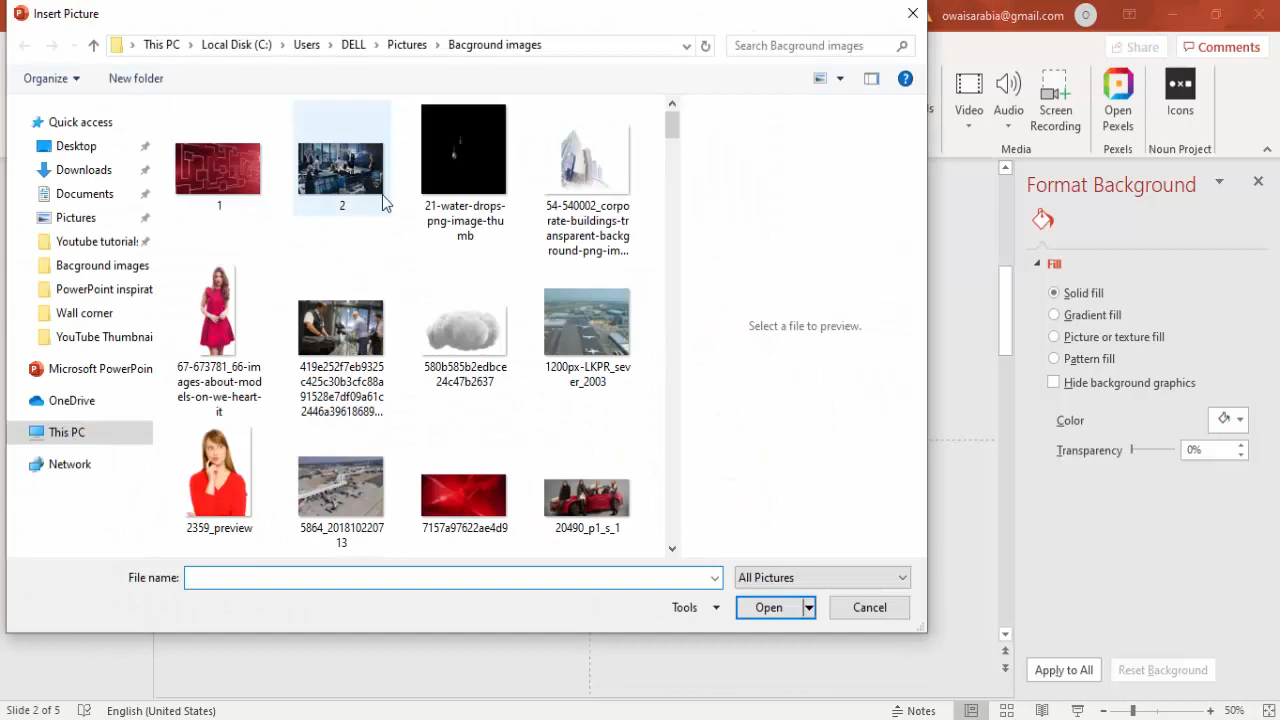 Insert Picture
owaisarabia@gmail.com
O
This PC
Local Disk (C:)
Users
DELL
Pictures
Bacground images
Search Bacground images
Share
Comments
Organize
New folder
Video
Audio
Screen
Recording
Open
Pexels
Icons
Media
Pexels
Noun Project
Quick access
Desktop
Downloads
Documents
Pictures
Youtube tutorials
Bacground images
PowerPoint inspirat
Wall corner
YouTube Thumbnai
Microsoft PowerPoin
OneDrive
This PC
Network
1
2
21-water-drops-
png-image-thu
mb
54-540002_corpo
rate-buildings-tr
ansparent-backg
round-png-im...
67-673781_66-im
ages-about-mod
els-on-we-heart-
it
419e252f7eb9325
c425c30b3cfc88a
91528e7df09a61c
2446a39618689...
580b585b2edbce
24c47b2637
1200px-LKPR_sev
er_2003
2359_preview
5864_2018102207
13
7157a97622ae4d9
20490_p1_s_1
Select a file to preview.
File name:
All Pictures
Tools
Open
Cancel
Format Background
Fill
Solid fill
Gradient fill
Picture or texture fill
Pattern fill
Hide background graphics
Color
Transparency
0%
Apply to All
Reset Background
Slide 2 of 5
English (United States)
Notes
50%